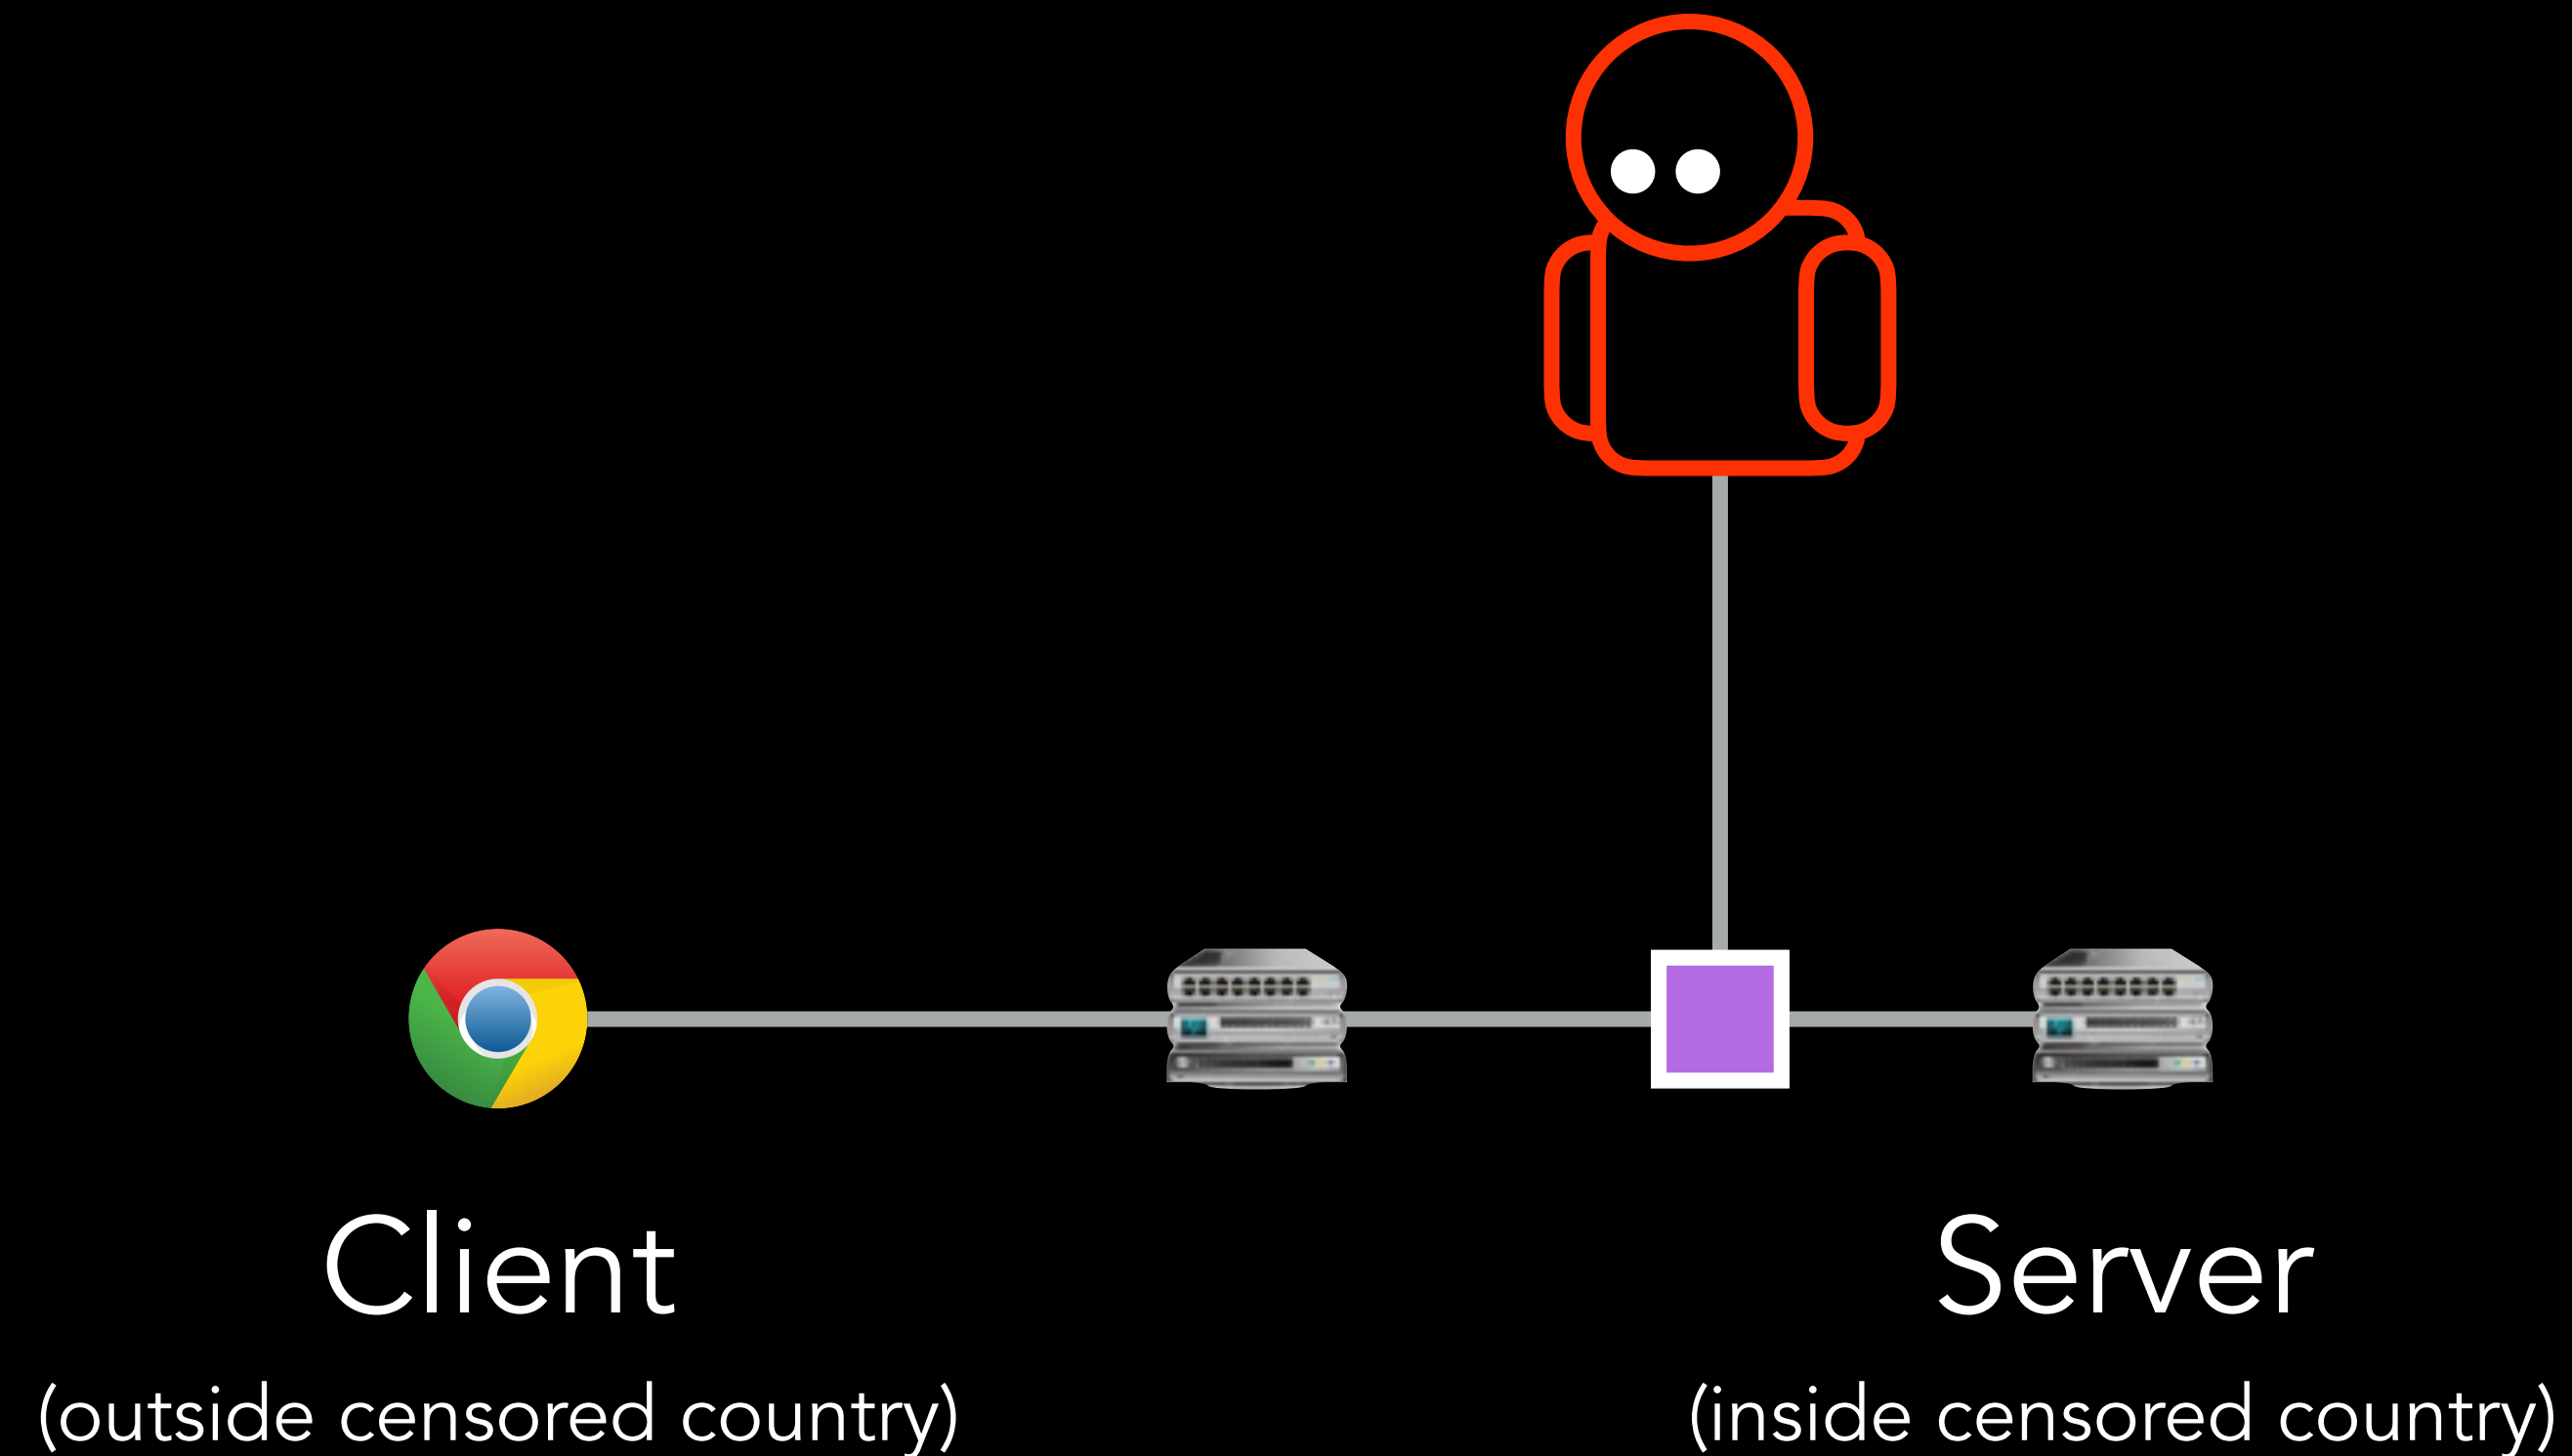 Client
Server
(outside censored country)
(inside censored country)